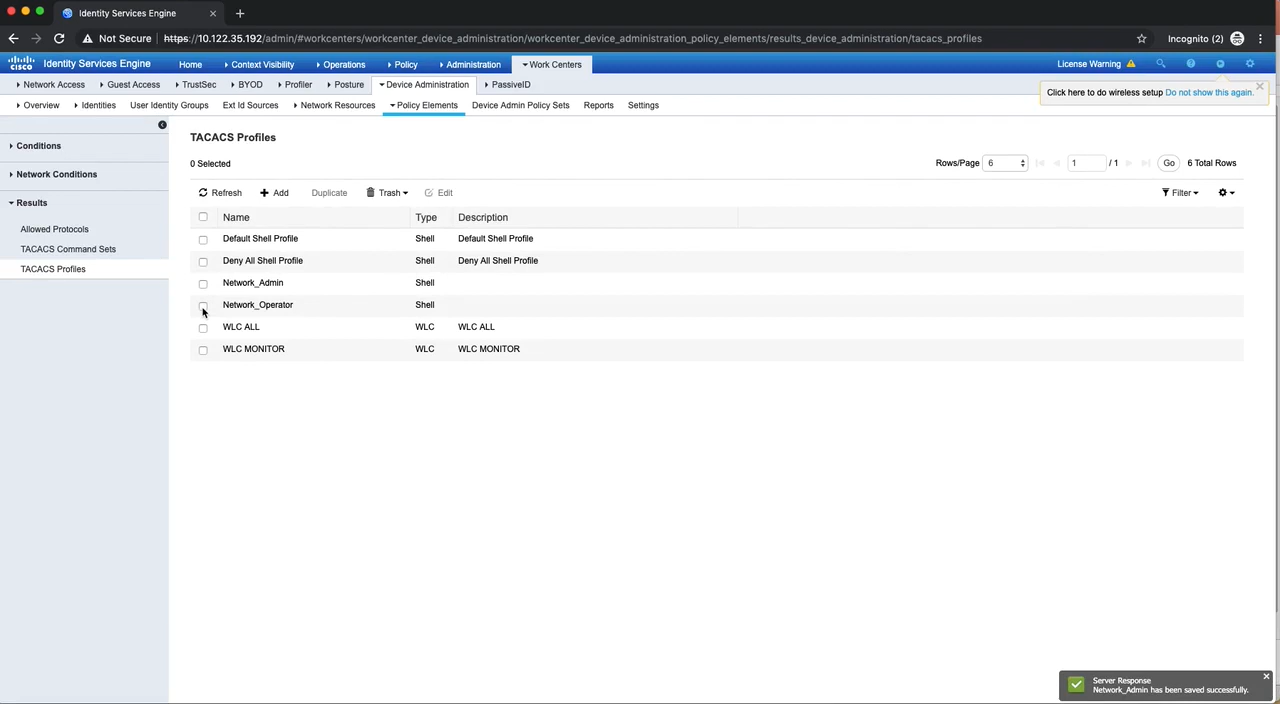 Identity Services Engine
Not Secure https://10.122.35.192/admin/#workcenters/workcenter_device_administration/workcenter_device_administration_policy_elements/results_device_administration/tacacs_profiles Incognito (2)
cisco Identity Services Engine Home Context Visibility Operations Policy Administration Work Centers License Warning
Network Access Guest Access TrustSec BYOD Profiler Posture Device Administration PassiveID
Click here to do wireless setup Do not show this again.
Overview Identities User Identity Groups Ext Id Sources Network Resources Policy Elements Device Admin Policy Sets Reports Settings
Conditions
Network Conditions
Results
Allowed Protocols
TACACS Command Sets
TACACS Profiles
TACACS Profiles
0 Selected Rows/Page 6 1 / 1 Go 6 Total Rows
Refresh Add Duplicate Trash Edit Filter
Name Type Description
Default Shell Profile Shell Default Shell Profile
Deny All Shell Profile Shell Deny All Shell Profile
Network_Admin Shell
Network_Operator Shell
WLC ALL WLC WLC ALL
WLC MONITOR WLC WLC MONITOR
Server Response
Network_Admin has been saved successfully.